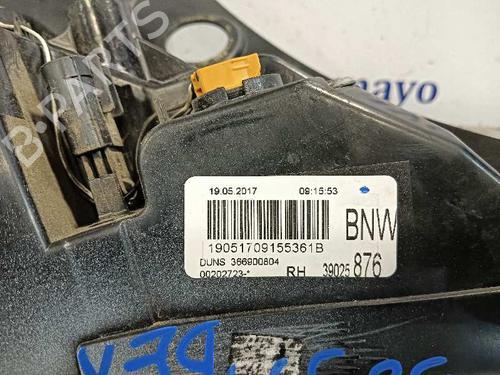 B-PARTS
mayo
19.05.2017 09:15:53
19051709155361B
BNW
DUNS 366900804
00202723-* RH 39025 876